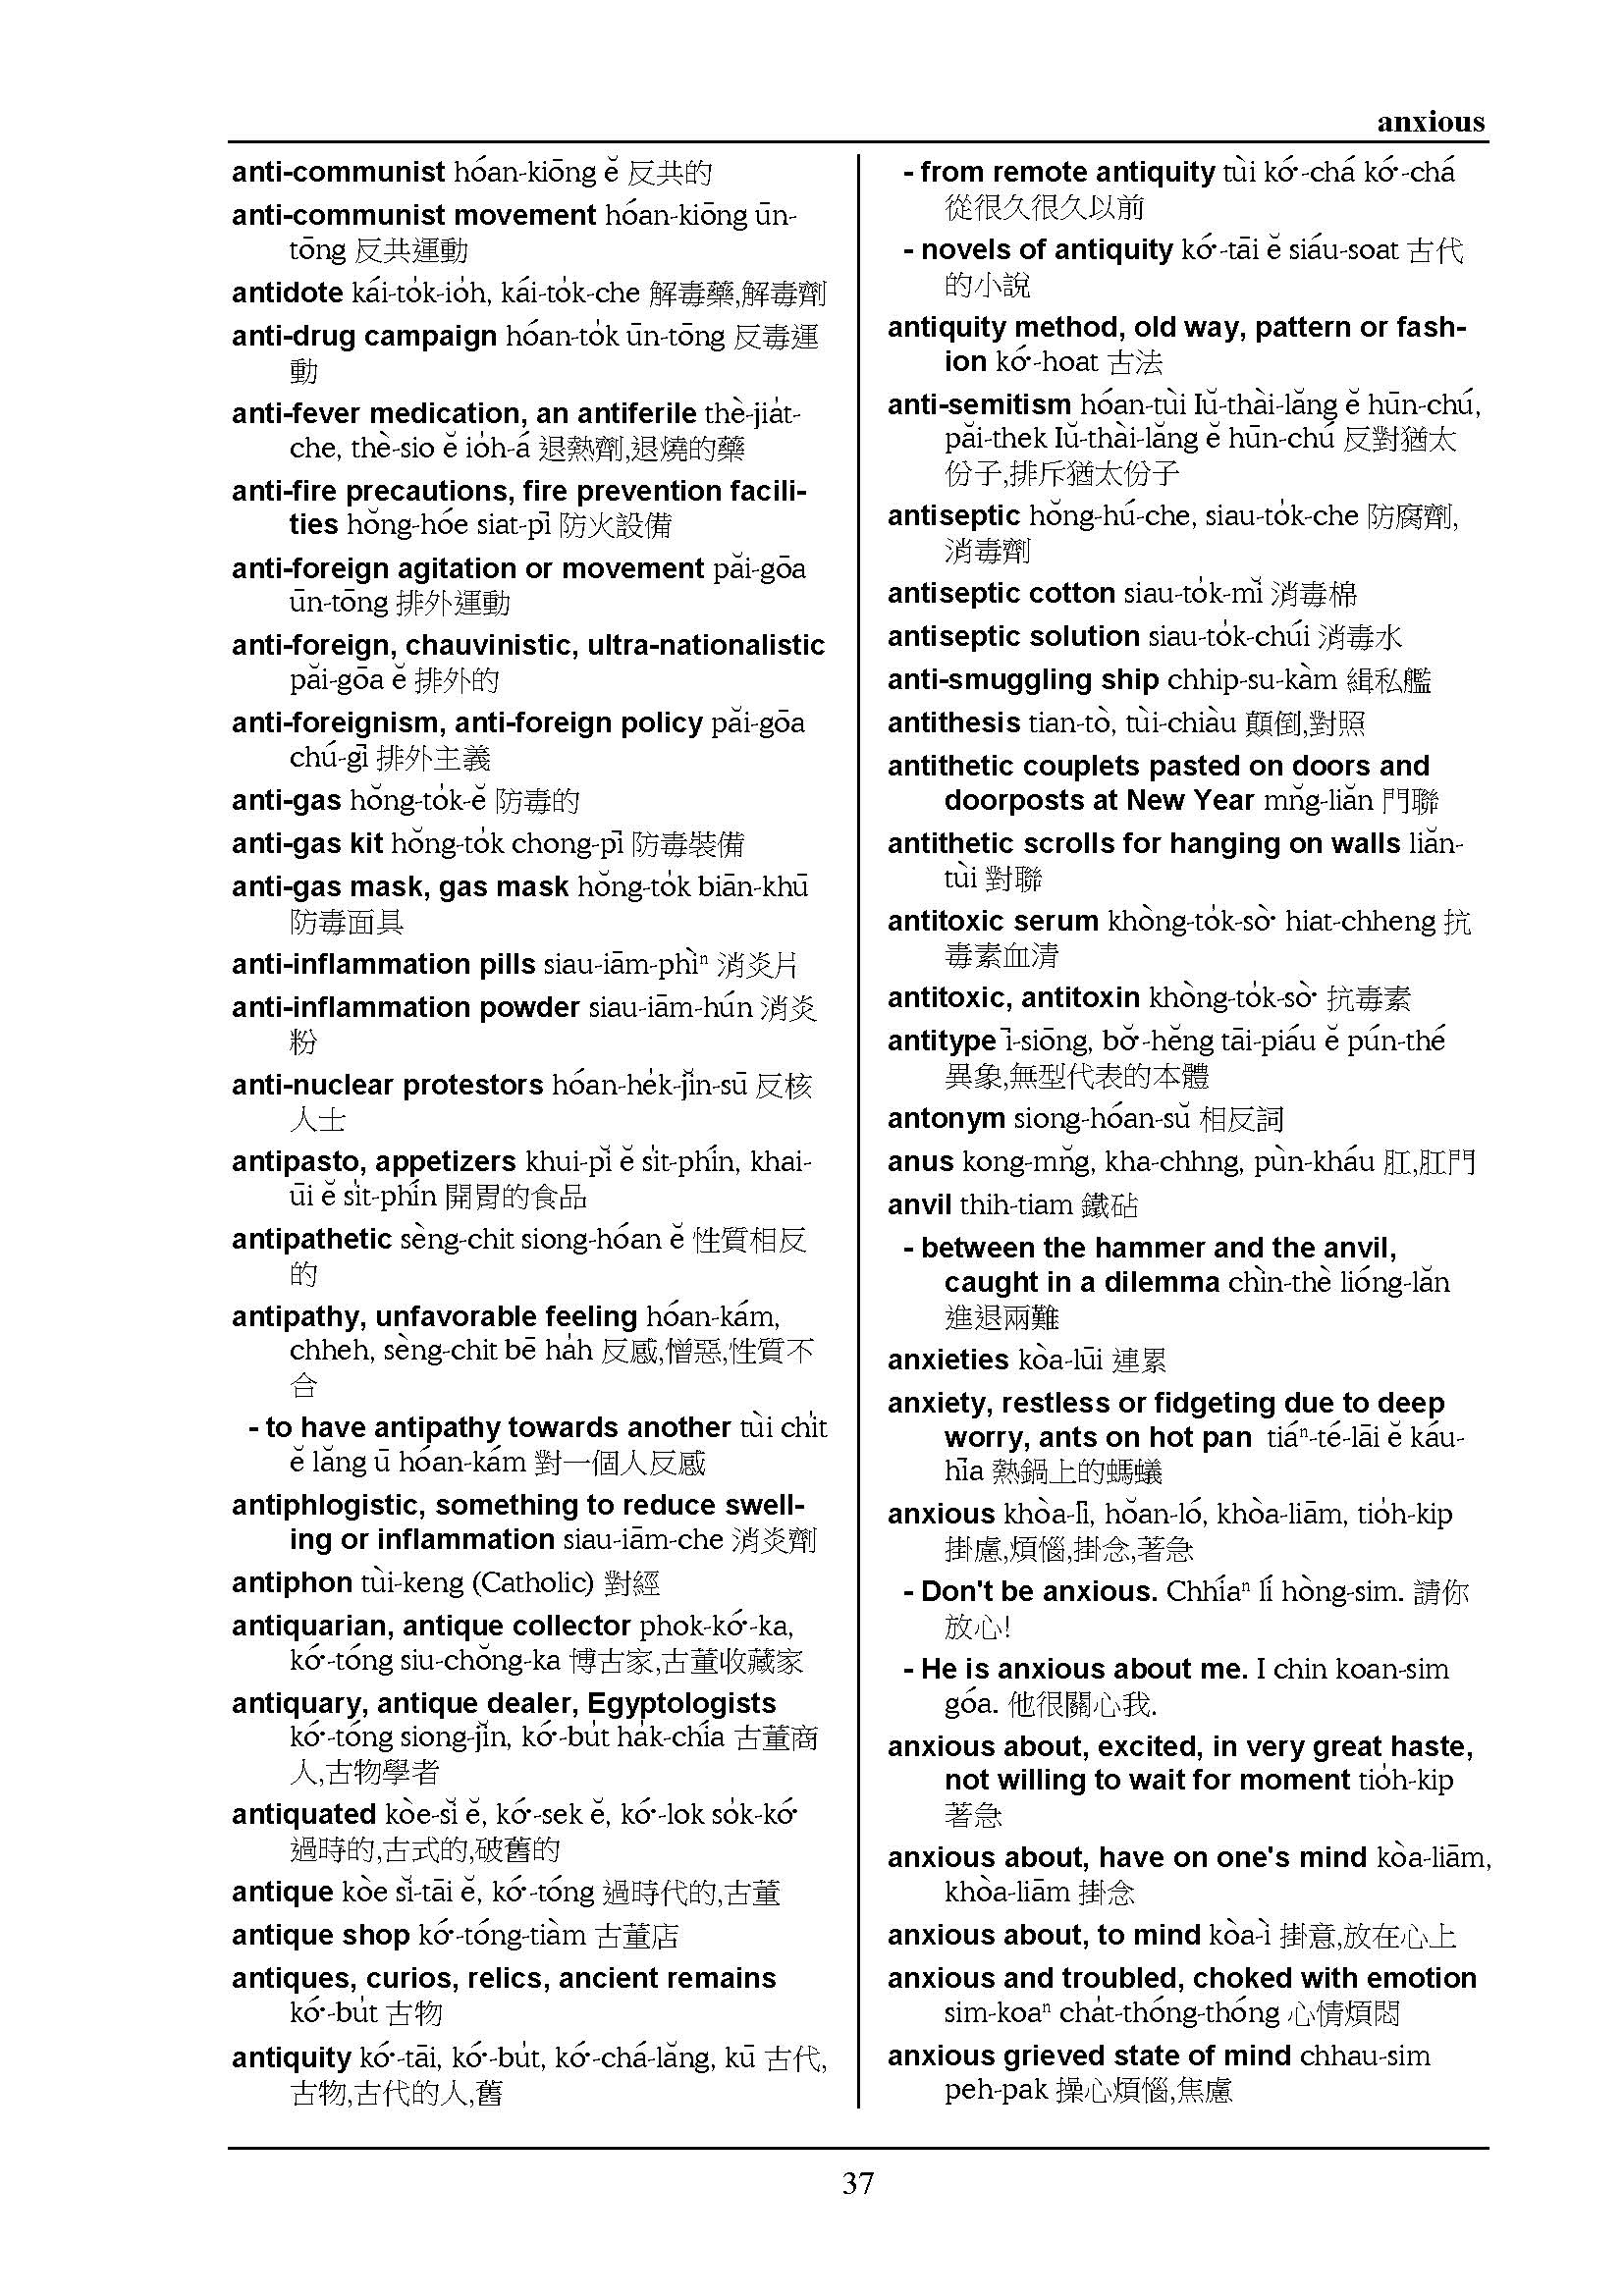 anxious
anti-communist hóan-kiōng ĕ 反共的
anti-communist movement hóan-kiōng ūn-
tōng 反共運動
antidote kái-to̍k-io̍h, kái-to̍k-che 解毒藥,解毒劑
anti-drug campaign hóan-to̍k ūn-tōng 反毒運
動
anti-fever medication, an antiferile thè-jia̍t-
che, thè-sio ĕ io̍h-á 退熱劑,退燒的藥
anti-fire precautions, fire prevention facili-
ties hŏng-hóe siat-pī 防火設備
anti-foreign agitation or movement păi-gōa
ūn-tōng 排外運動
anti-foreign, chauvinistic, ultra-nationalistic
păi-gōa ĕ 排外的
anti-foreignism, anti-foreign policy păi-gōa
chú-gī 排外主義
anti-gas hŏng-to̍k-ĕ 防毒的
anti-gas kit hŏng-to̍k chong-pī 防毒裝備
anti-gas mask, gas mask hŏng-to̍k biān-khū
防毒面具
anti-inflammation pills siau-iām-phìⁿ 消炎片
anti-inflammation powder siau-iām-hún 消炎
粉
anti-nuclear protestors hóan-he̍k-jĭn-sū 反核
人士
antipasto, appetizers khui-pĭ ĕ si̍t-phín, khai-
ūi ĕ si̍t-phín 開胃的食品
antipathetic sèng-chit siong-hóan ĕ 性質相反
的
antipathy, unfavorable feeling hóan-kám,
chheh, sèng-chit bē ha̍h 反感,憎惡,性質不
合
- to have antipathy towards another tùi chi̍t
ĕ lăng ū hóan-kám 對一個人反感
antiphlogistic, something to reduce swell-
ing or inflammation siau-iām-che 消炎劑
antiphon tùi-keng (Catholic) 對經
antiquarian, antique collector phok-kó͘-ka,
kó͘-tóng siu-chŏng-ka 博古家,古董收藏家
antiquary, antique dealer, Egyptologists
kó͘-tóng siong-jĭn, kó͘-bu̍t ha̍k-chía 古董商
人,古物學者
antiquated kòe-sĭ ĕ, kó͘-sek ĕ, kó͘-lok so̍k-kó͘
過時的,古式的,破舊的
antique kòe sĭ-tāi ĕ, kó͘-tóng 過時代的,古董
antique shop kó͘-tóng-tiàm 古董店
antiques, curios, relics, ancient remains
kó͘-bu̍t 古物
antiquity kó͘-tāi, kó͘-bu̍t, kó͘-chá-lăng, kū 古代,
古物,古代的人,舊
- from remote antiquity tùi kó͘-chá kó͘-chá
從很久很久以前
- novels of antiquity kó͘-tāi ĕ siáu-soat 古代
的小說
antiquity method, old way, pattern or fash-
ion kó͘-hoat 古法
anti-semitism hóan-tùi Iŭ-thài-lăng ĕ hūn-chú,
păi-thek Iŭ-thài-lăng ĕ hūn-chú 反對猶太
份子,排斥猶太份子
antiseptic hŏng-hú-che, siau-to̍k-che 防腐劑,
消毒劑
antiseptic cotton siau-to̍k-mĭ 消毒棉
antiseptic solution siau-to̍k-chúi 消毒水
anti-smuggling ship chhip-su-kàm 緝私艦
antithesis tian-tò, tùi-chiàu 顛倒,對照
antithetic couplets pasted on doors and
doorposts at New Year mn̆g-liăn 門聯
antithetic scrolls for hanging on walls liăn-
tùi 對聯
antitoxic serum khòng-to̍k-sò͘ hiat-chheng 抗
毒素血清
antitoxic, antitoxin khòng-to̍k-sò͘ 抗毒素
antitype ī-siōng, bŏ͘-hĕng tāi-piáu ĕ pún-thé
異象,無型代表的本體
antonym siong-hóan-sŭ 相反詞
anus kong-mn̆g, kha-chhng, pùn-kháu 肛,肛門
anvil thih-tiam 鐵砧
- between the hammer and the anvil,
caught in a dilemma chìn-thè lióng-lăn
進退兩難
anxieties kòa-lūi 連累
anxiety, restless or fidgeting due to deep
worry, ants on hot pan tiáⁿ-té-lāi ĕ káu-
hīa 熱鍋上的螞蟻
anxious khòa-lī, hŏan-ló, khòa-liām, tio̍h-kip
掛慮,煩惱,掛念,著急
- Don't be anxious. Chhíaⁿ lí hòng-sim. 請你
放心!
- He is anxious about me. I chin koan-sim
góa. 他很關心我.
anxious about, excited, in very great haste,
not willing to wait for moment tio̍h-kip
著急
anxious about, have on one's mind kòa-liām,
khòa-liām 掛念
anxious about, to mind kòa-ì 掛意,放在心上
anxious and troubled, choked with emotion
sim-koaⁿ cha̍t-thóng-thóng 心情煩悶
anxious grieved state of mind chhau-sim
peh-pak 操心煩惱,焦慮
37